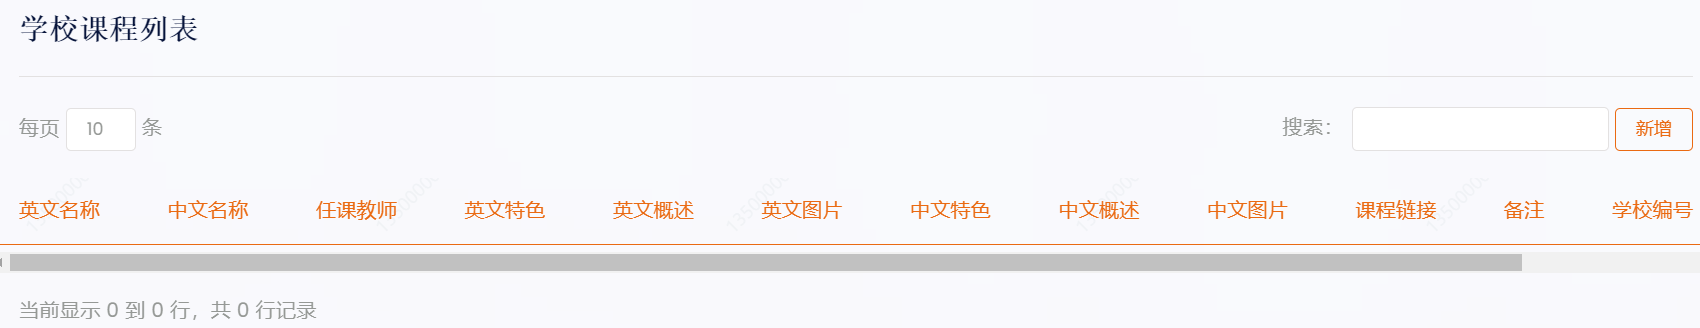 学校课程列表
每页 10 条 搜索： 新增
英文名称 中文名称 任课教师 英文特色 英文概述 英文图片 中文特色 中文概述 中文图片 课程链接 备注 学校编号
当前显示 0 到 0 行，共 0 行记录